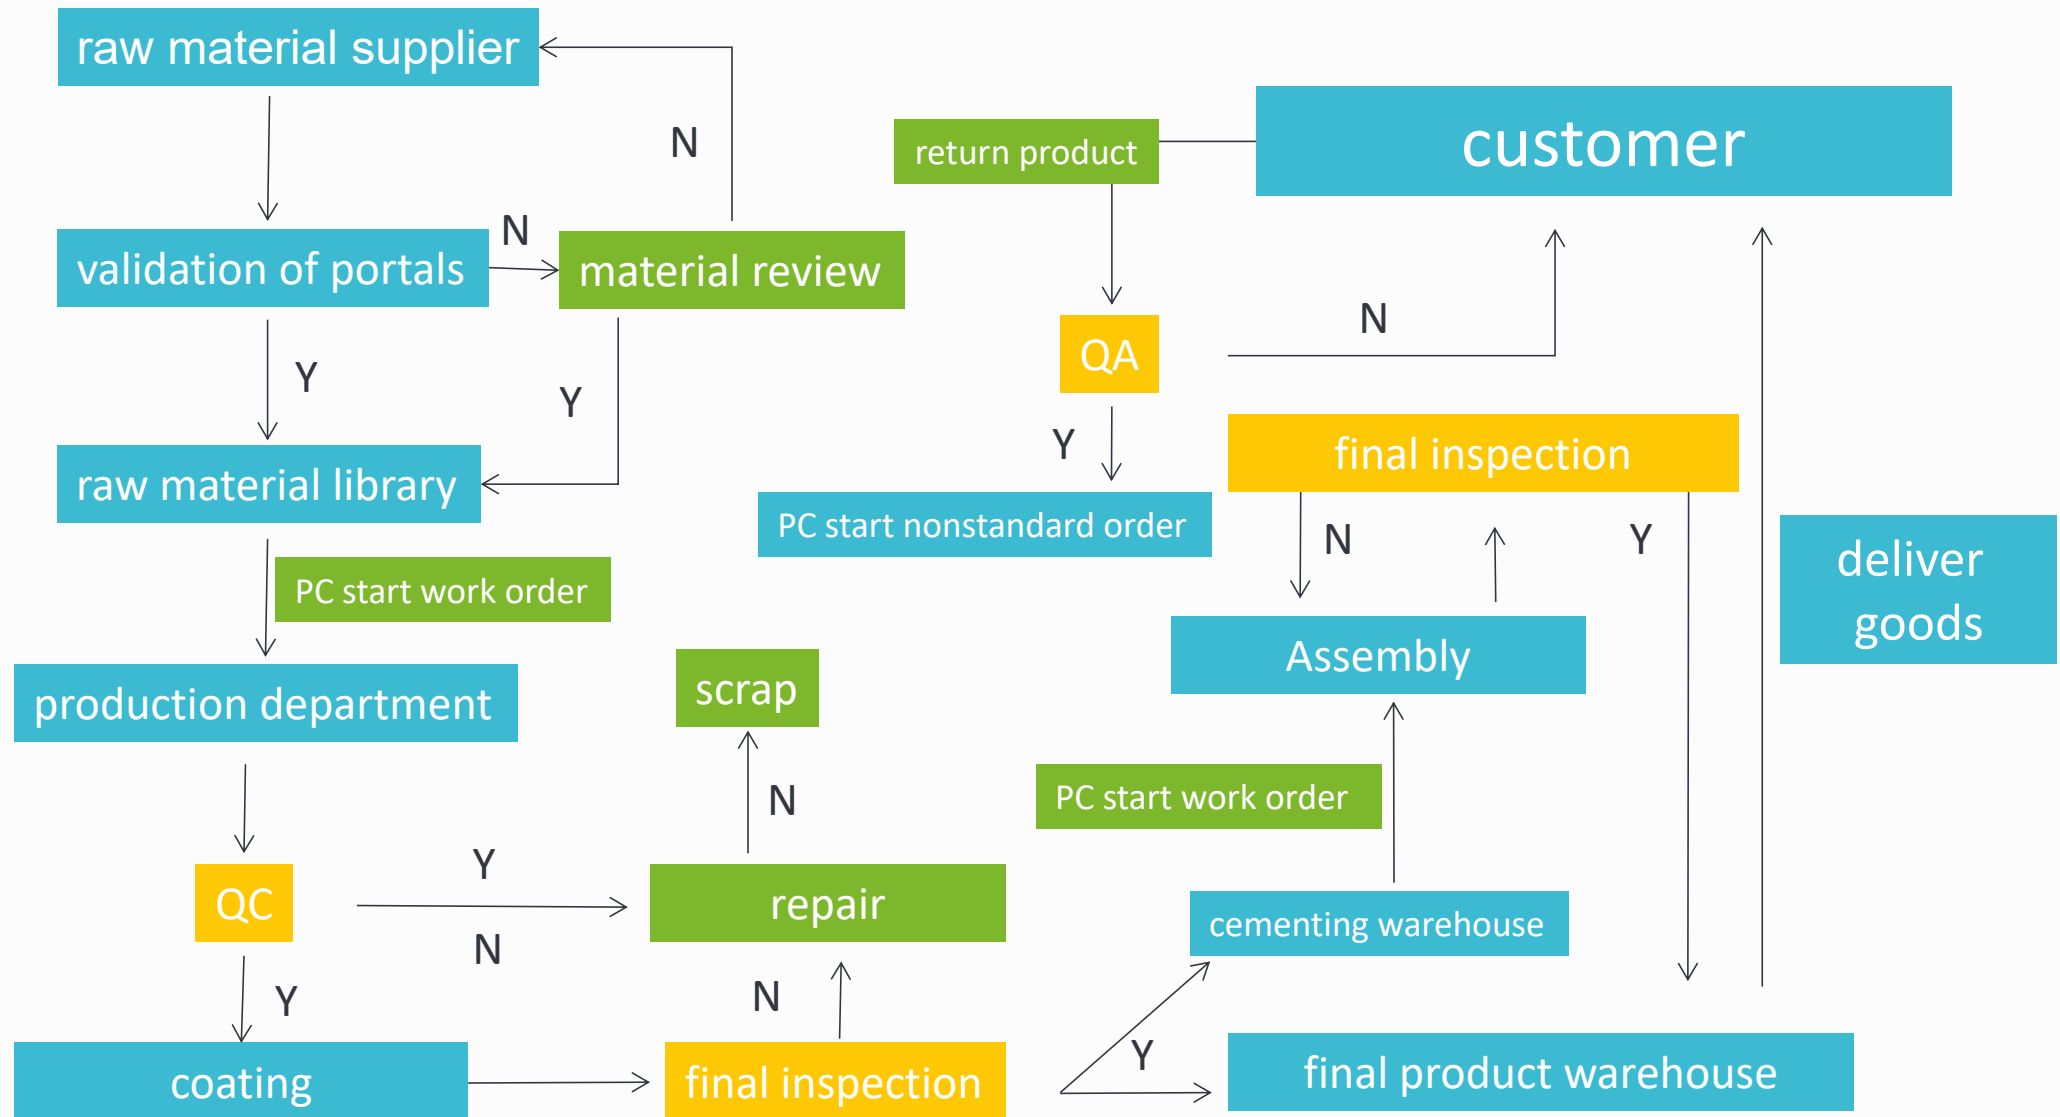 raw material supplier
N
customer
return product
N
validation of portals
material review
N
QA
Y
Y
Y
final inspection
raw material library
PC start nonstandard order
N
Y
deliver
goods
PC start work order
Assembly
scrap
production department
PC start work order
N
Y
QC
repair
cementing warehouse
N
Y
N
Y
final product warehouse
coating
final inspection